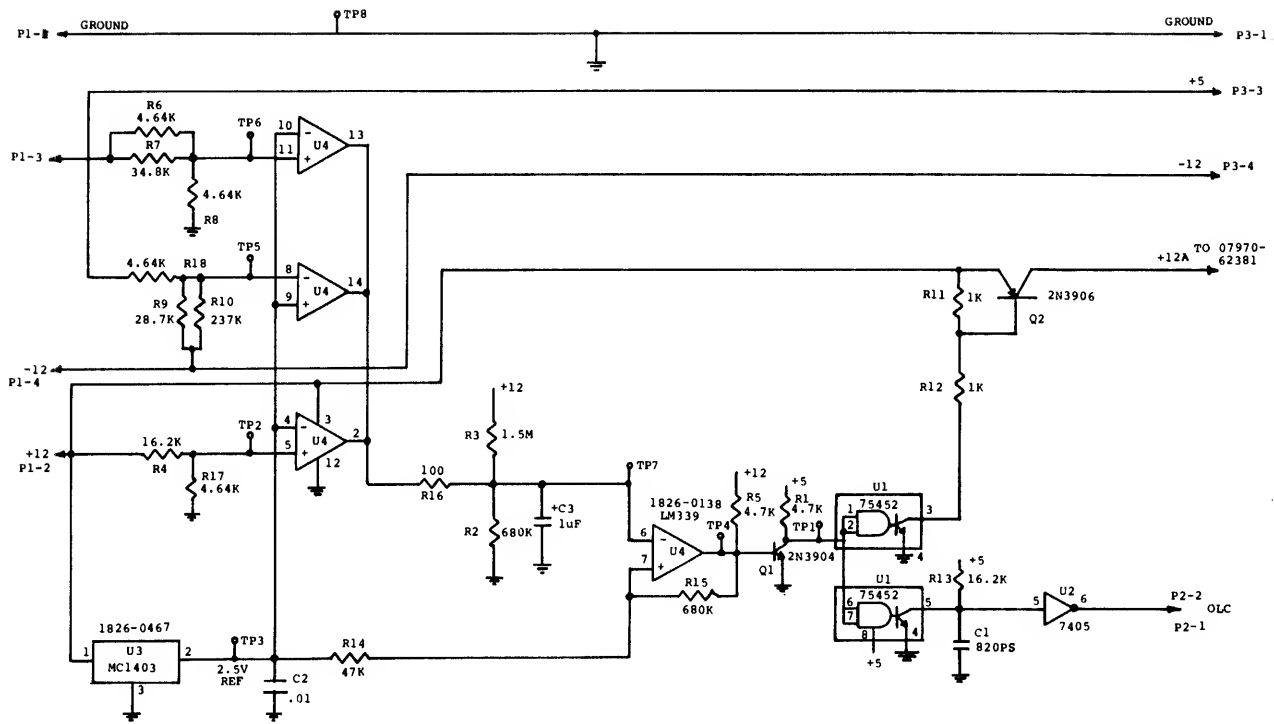 TP8
GROUND
GROUND
P1-
P3-1
+5
P3-3
R6
4.64K
TP6
10
13
U4
11
P1-3
R7
34.8K
4.64K
R8
-12
P3-4
TP5
4.64K
R18
8
14
U4
9
R9
28.7K
R10
237K
+12A
TO 07970-
62381
R11
1K
2N3906
Q2
-12
P1-4
R12
1K
+12
3
TP2
4
2
U4
5
12
16.2K
R4
+12
P1-2
R17
4.64K
R3
1.5M
100
R16
TP7
+C3
1uF
R2
680K
1826-0138
LM339
6
U4
7
+12
R5
4.7K
TP4
+5
R1
4.7K
TP1
2N3904
Q1
R15
680K
U1
75452
1
2
3
4
U1
75452
6
7
8
5
4
+5
+5
R13
16.2K
C1
820PS
U2
5
6
7405
P2-2
OLC
P2-1
1826-0467
1
U3
MC1403
2
3
TP3
2.5V
REF
R14
47K
C2
.01